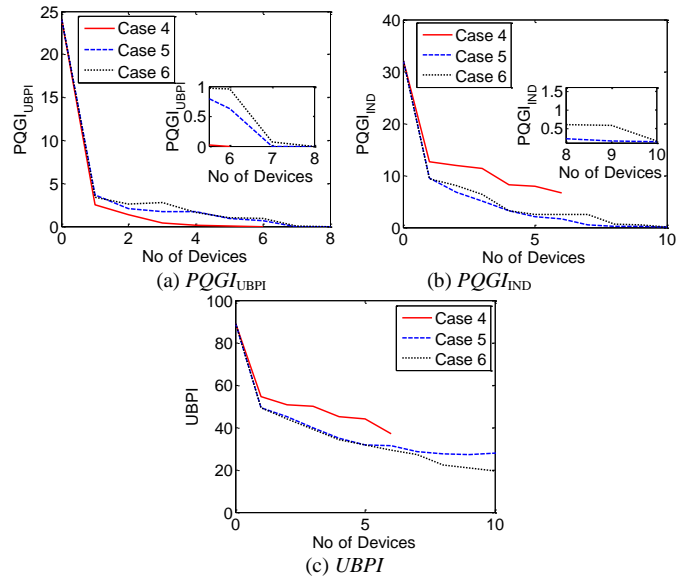 25
20
15
10
5
0
PQGI_UBPI
Case 4
Case 5
Case 6
1
0.5
0
PQGI_UBPI
6 7 8
No of Devices
0 2 4 6 8
No of Devices
(a) PQGI_UBPI
40
30
20
10
0
PQGI_IND
Case 4
Case 5
Case 6
1.5
1
0.5
PQGI_IND
8 9 10
No of Devices
0 5 10
No of Devices
(b) PQGI_IND
100
80
60
40
20
0
UBPI
Case 4
Case 5
Case 6
0 5 10
No of Devices
(c) UBPI